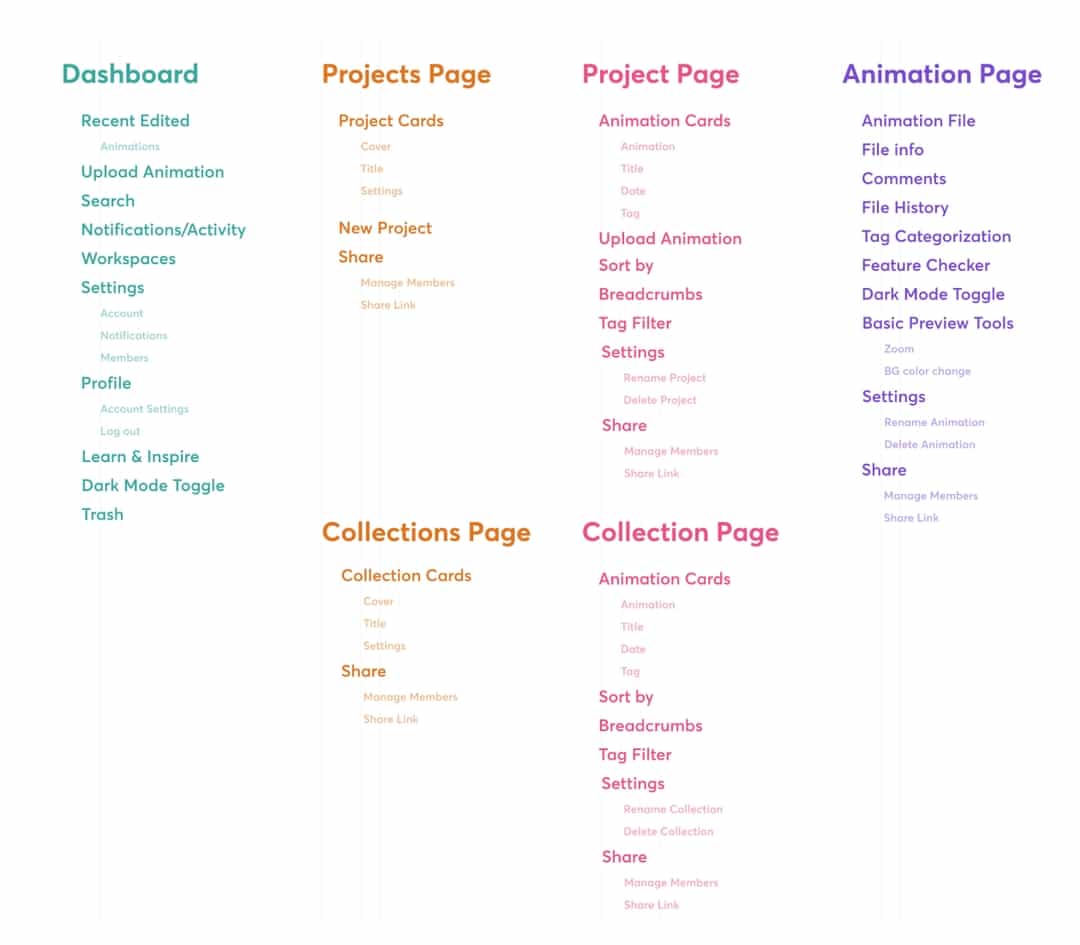 Dashboard
Recent Edited
Animations
Upload Animation
Search
Notifications/Activity
Workspaces
Settings
Account
Notifications
Members
Profile
Account Settings
Log out
Learn & Inspire
Dark Mode Toggle
Trash
Projects Page
Project Cards
Cover
Title
Settings
New Project
Share
Manage Members
Share Link
Collections Page
Collection Cards
Cover
Title
Settings
Share
Manage Members
Share Link
Project Page
Animation Cards
Animation
Title
Date
Tag
Upload Animation
Sort by
Breadcrumbs
Tag Filter
Settings
Rename Project
Delete Project
Share
Manage Members
Share Link
Collection Page
Animation Cards
Animation
Title
Date
Tag
Sort by
Breadcrumbs
Tag Filter
Settings
Rename Collection
Delete Collection
Share
Manage Members
Share Link
Animation Page
Animation File
File info
Comments
File History
Tag Categorization
Feature Checker
Dark Mode Toggle
Basic Preview Tools
Zoom
BG color change
Settings
Rename Animation
Delete Animation
Share
Manage Members
Share Link